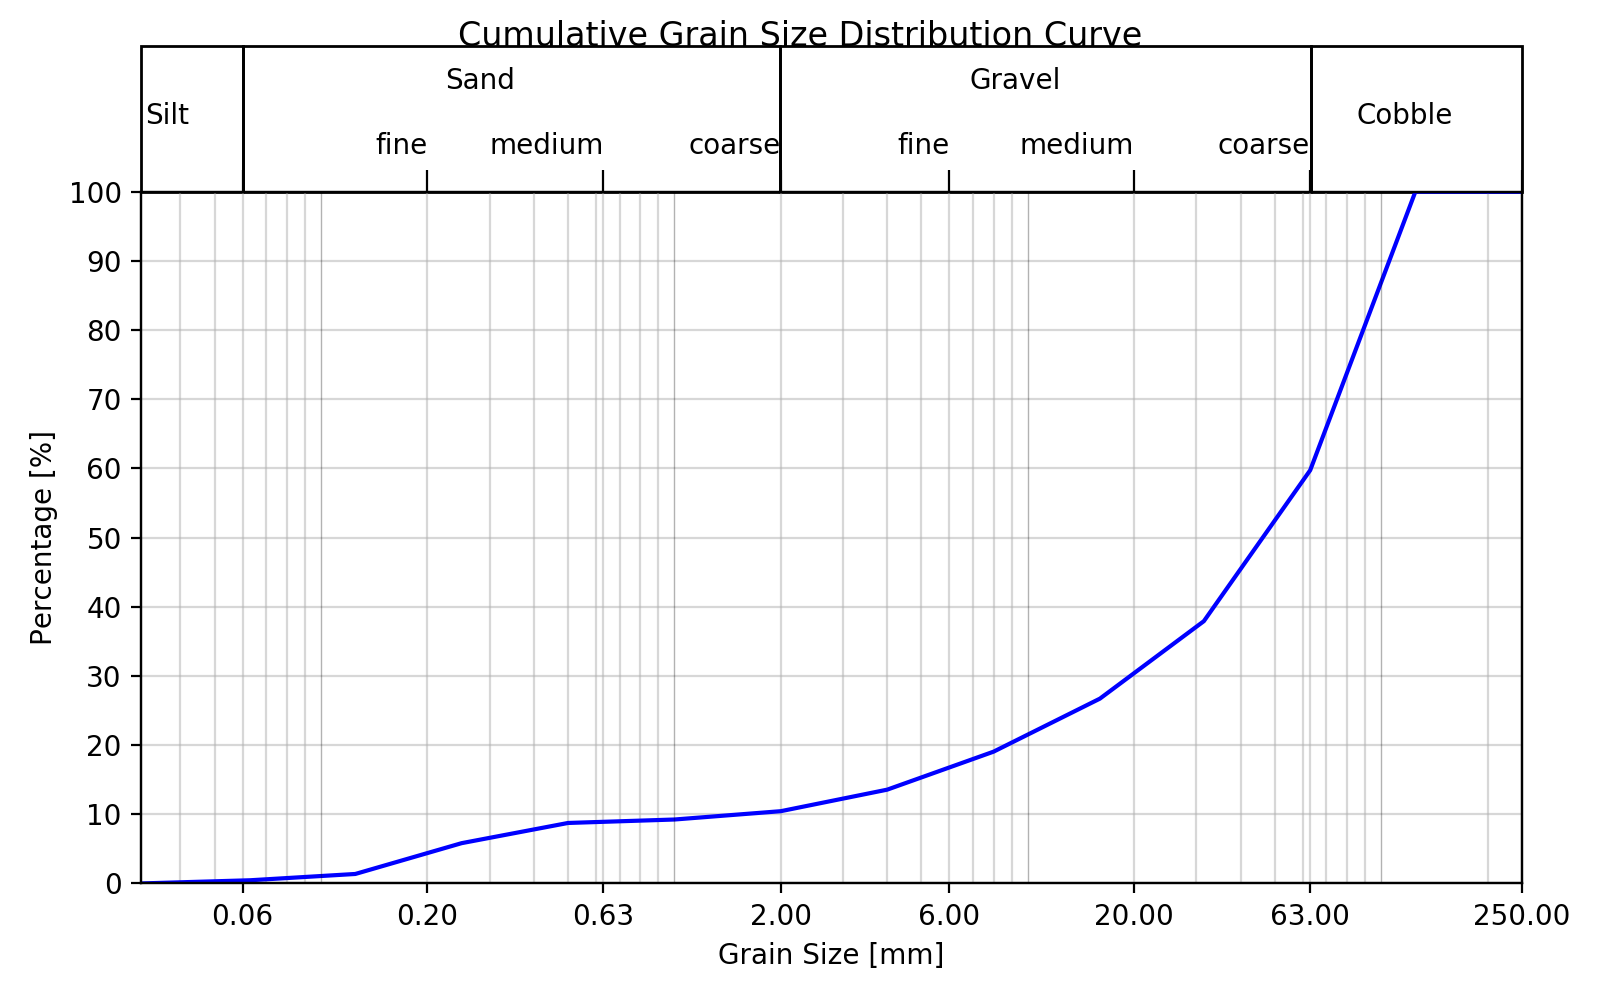 Cumulative Grain Size Distribution Curve
Sand Gravel
Silt Cobble
fine medium coarse fine medium coarse
100
90
80
70
60
50
40
30
20
10
0
Percentage [%]
0.06 0.20 0.63 2.00 6.00 20.00 63.00 250.00
Grain Size [mm]